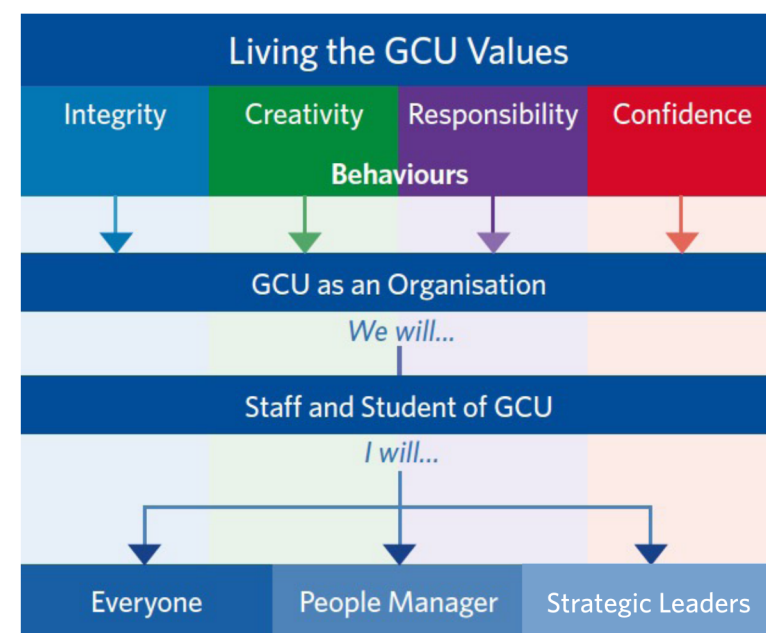 Living the GCU Values
Integrity Creativity Responsibility Confidence
Behaviours
GCU as an Organisation
We will...
Staff and Student of GCU
I will...
Everyone People Manager Strategic Leaders